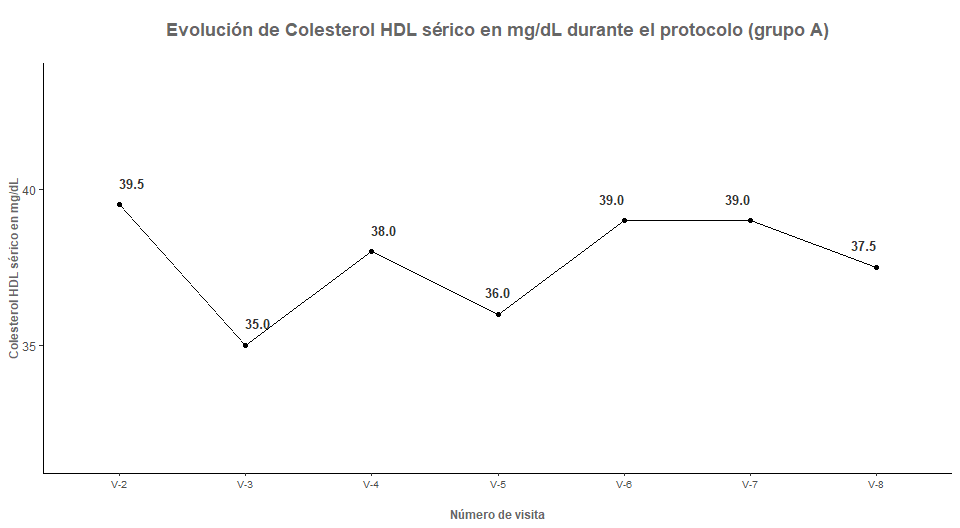 Evolución de Colesterol HDL sérico en mg/dL durante el protocolo (grupo A)
Colesterol HDL sérico en mg/dL
40
35
39.5
35.0
38.0
36.0
39.0
39.0
37.5
V-2
V-3
V-4
V-5
V-6
V-7
V-8
Número de visita